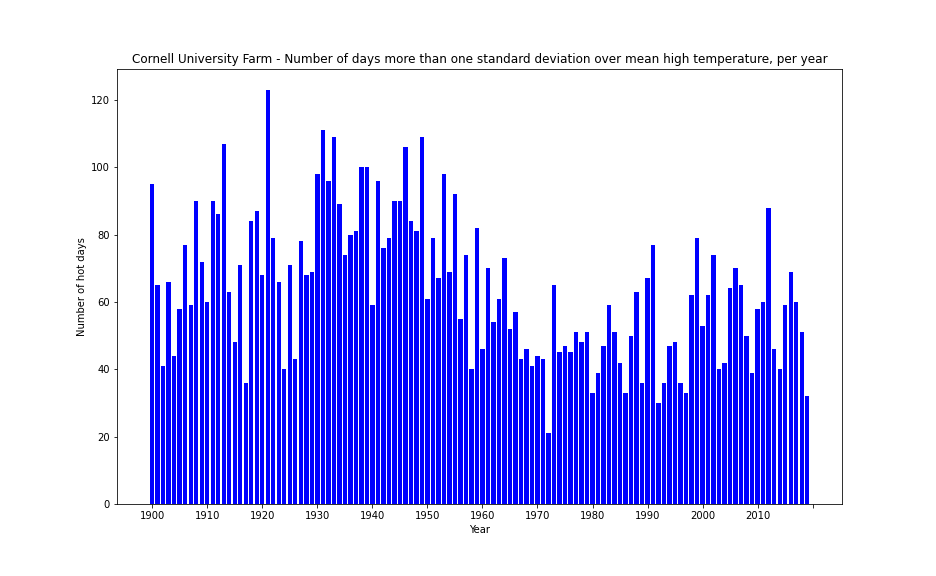 Cornell University Farm - Number of days more than one standard deviation over mean high temperature, per year
Number of hot days
120
100
80
60
40
20
0
1900 1910 1920 1930 1940 1950 1960 1970 1980 1990 2000 2010
Year